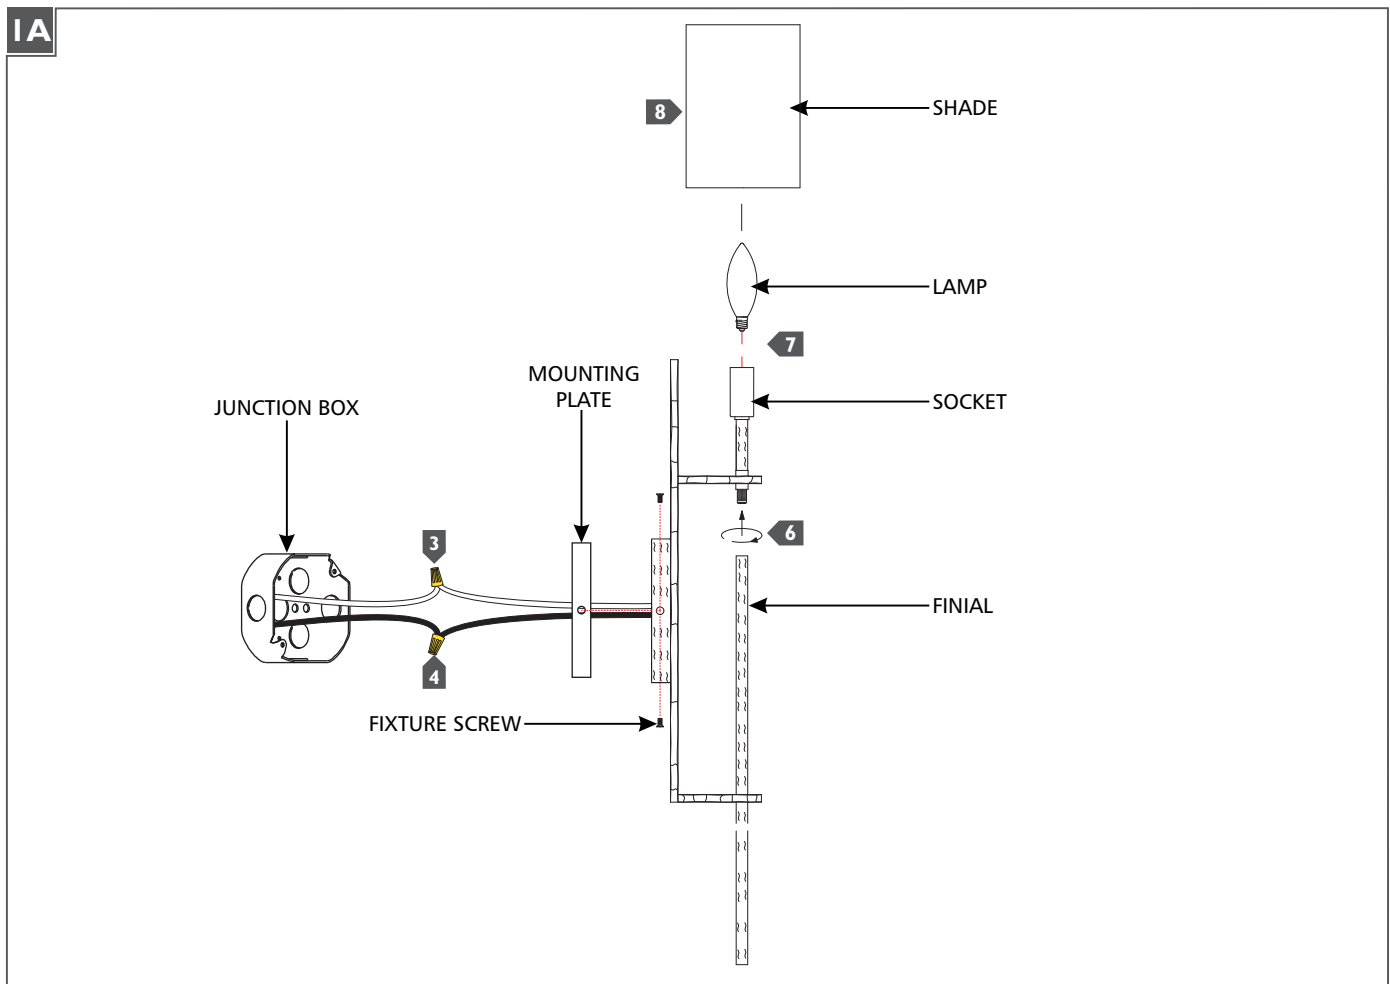 1A
8
SHADE
LAMP
7
MOUNTING
PLATE
JUNCTION BOX
SOCKET
3
6
FINIAL
4
FIXTURE SCREW